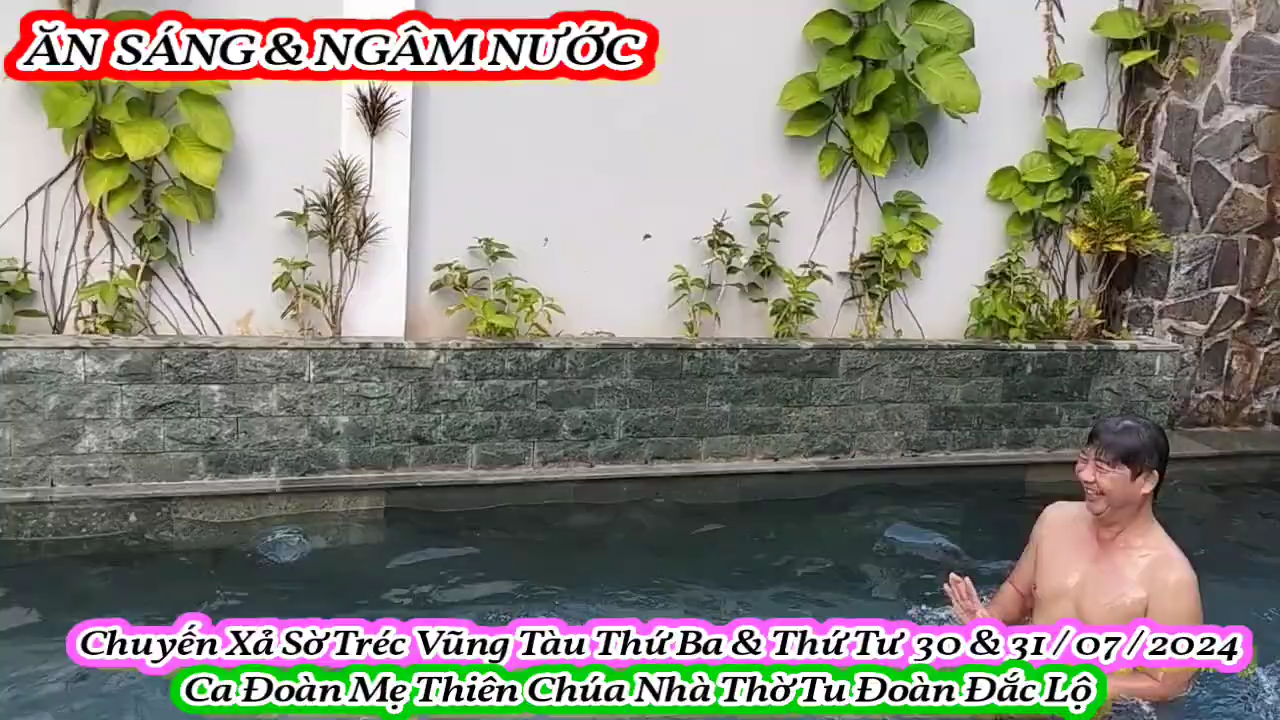 ĂN SÁNG & NGÂM NƯỚC
Chuyến Xả Sờ Tréc Vũng Tàu Thứ Ba & Thứ Tư 30 & 31 / 07 / 2024
Ca Đoàn Mẹ Thiên Chúa Nhà Thờ Tu Đoàn Đắc Lộ